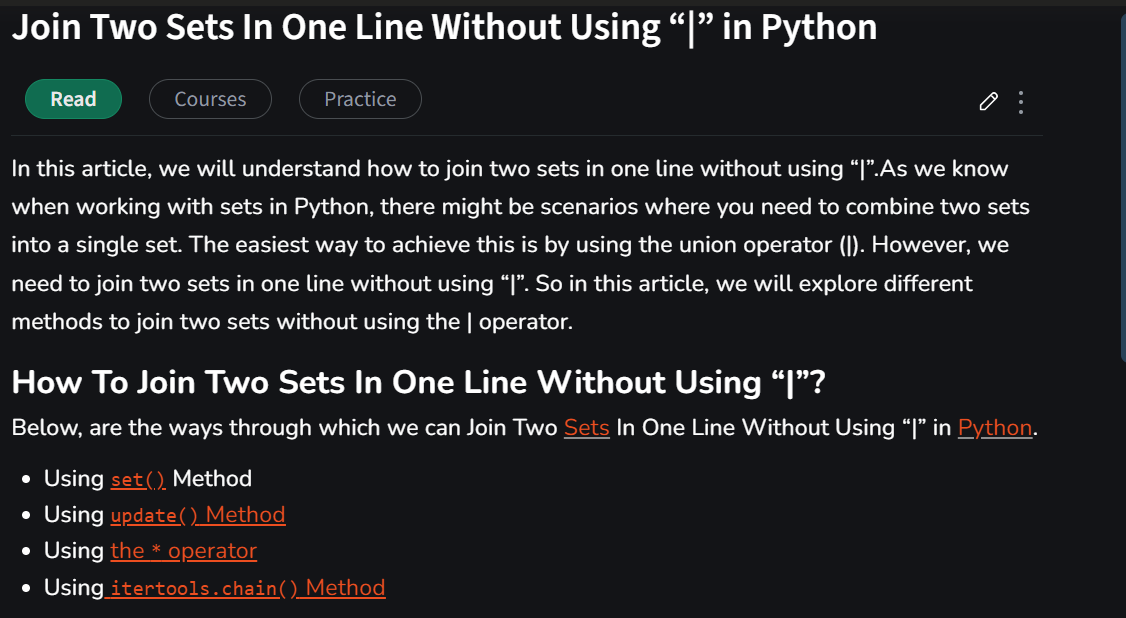 Join Two Sets In One Line Without Using “|” in Python
Read
Courses
Practice
In this article, we will understand how to join two sets in one line without using “|”.As we know
when working with sets in Python, there might be scenarios where you need to combine two sets
into a single set. The easiest way to achieve this is by using the union operator (|). However, we
need to join two sets in one line without using “|”. So in this article, we will explore different
methods to join two sets without using the | operator.
How To Join Two Sets In One Line Without Using “|”?
Below, are the ways through which we can Join Two Sets In One Line Without Using “|” in Python.
• Using set() Method
• Using update() Method
• Using the * operator
• Using itertools.chain() Method